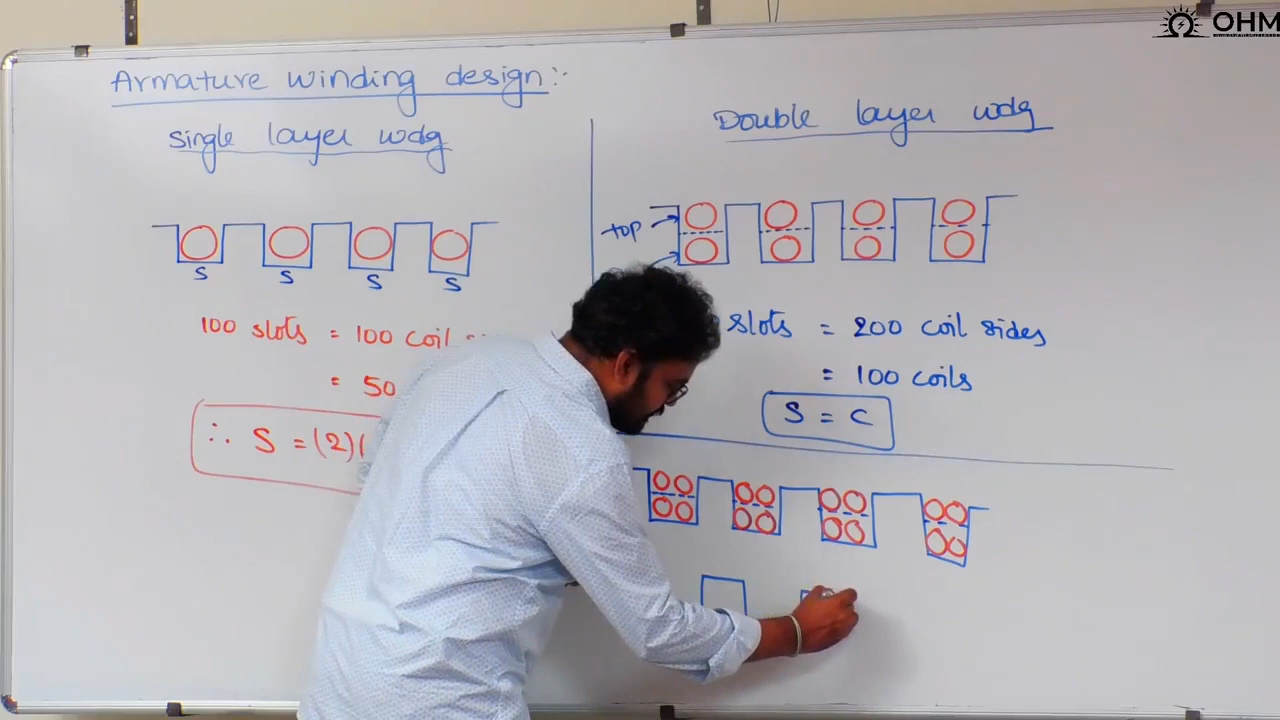 OHM
Armature winding design:-
Single layer wdg
S S S S
100 slots = 100 coil
= 50
∴ S = (2)(
Double layer wdg
top
slots = 200 coil sides
= 100 coils
S = C